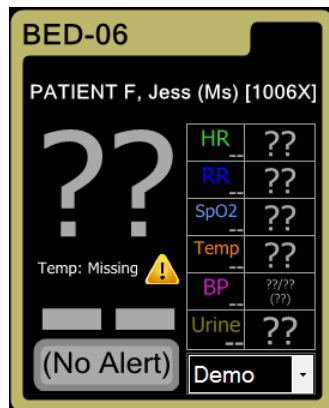 BED-06
PATIENT F, Jess (Ms) [1006X]
??
Temp: Missing
(No Alert)
HR -- ??
RR -- ??
SpO2 -- ??
Temp -- ??
BP -- ??/?? (??)
Urine -- ??
Demo